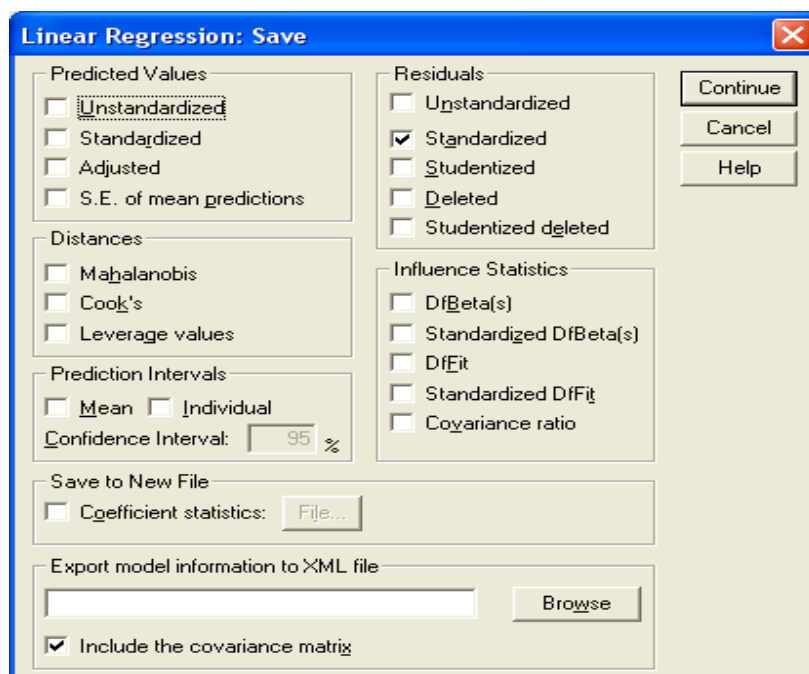 Linear Regression: Save
Predicted Values
Unstandardized
Standardized
Adjusted
S.E. of mean predictions
Distances
Mahalanobis
Cook's
Leverage values
Prediction Intervals
Mean Individual
Confidence Interval: 95 %
Residuals
Unstandardized
Standardized
Studentized
Deleted
Studentized deleted
Influence Statistics
DfBeta(s)
Standardized DfBeta(s)
DfFit
Standardized DfFit
Covariance ratio
Continue
Cancel
Help
Save to New File
Coefficient statistics: File...
Export model information to XML file
Browse
Include the covariance matrix